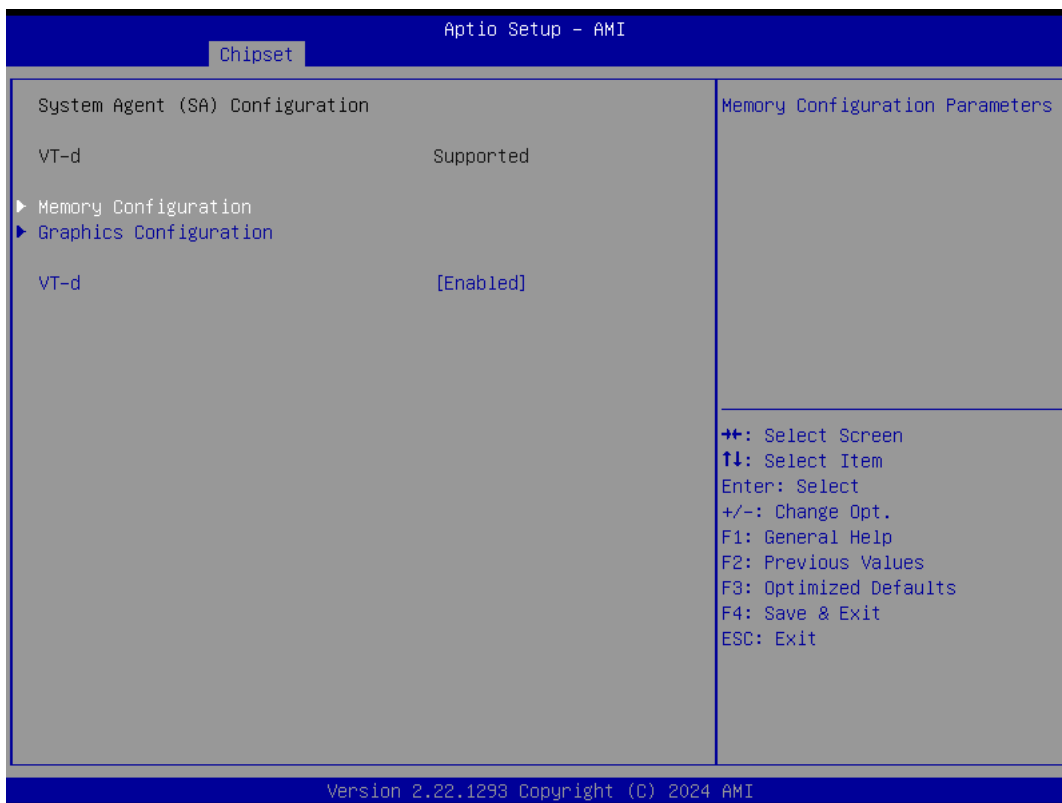 Aptio Setup – AMI
Chipset
System Agent (SA) Configuration
VT-d Supported
Memory Configuration
Graphics Configuration
VT-d [Enabled]
Memory Configuration Parameters
→←: Select Screen
↑↓: Select Item
Enter: Select
+/-: Change Opt.
F1: General Help
F2: Previous Values
F3: Optimized Defaults
F4: Save & Exit
ESC: Exit
Version 2.22.1293 Copyright (C) 2024 AMI